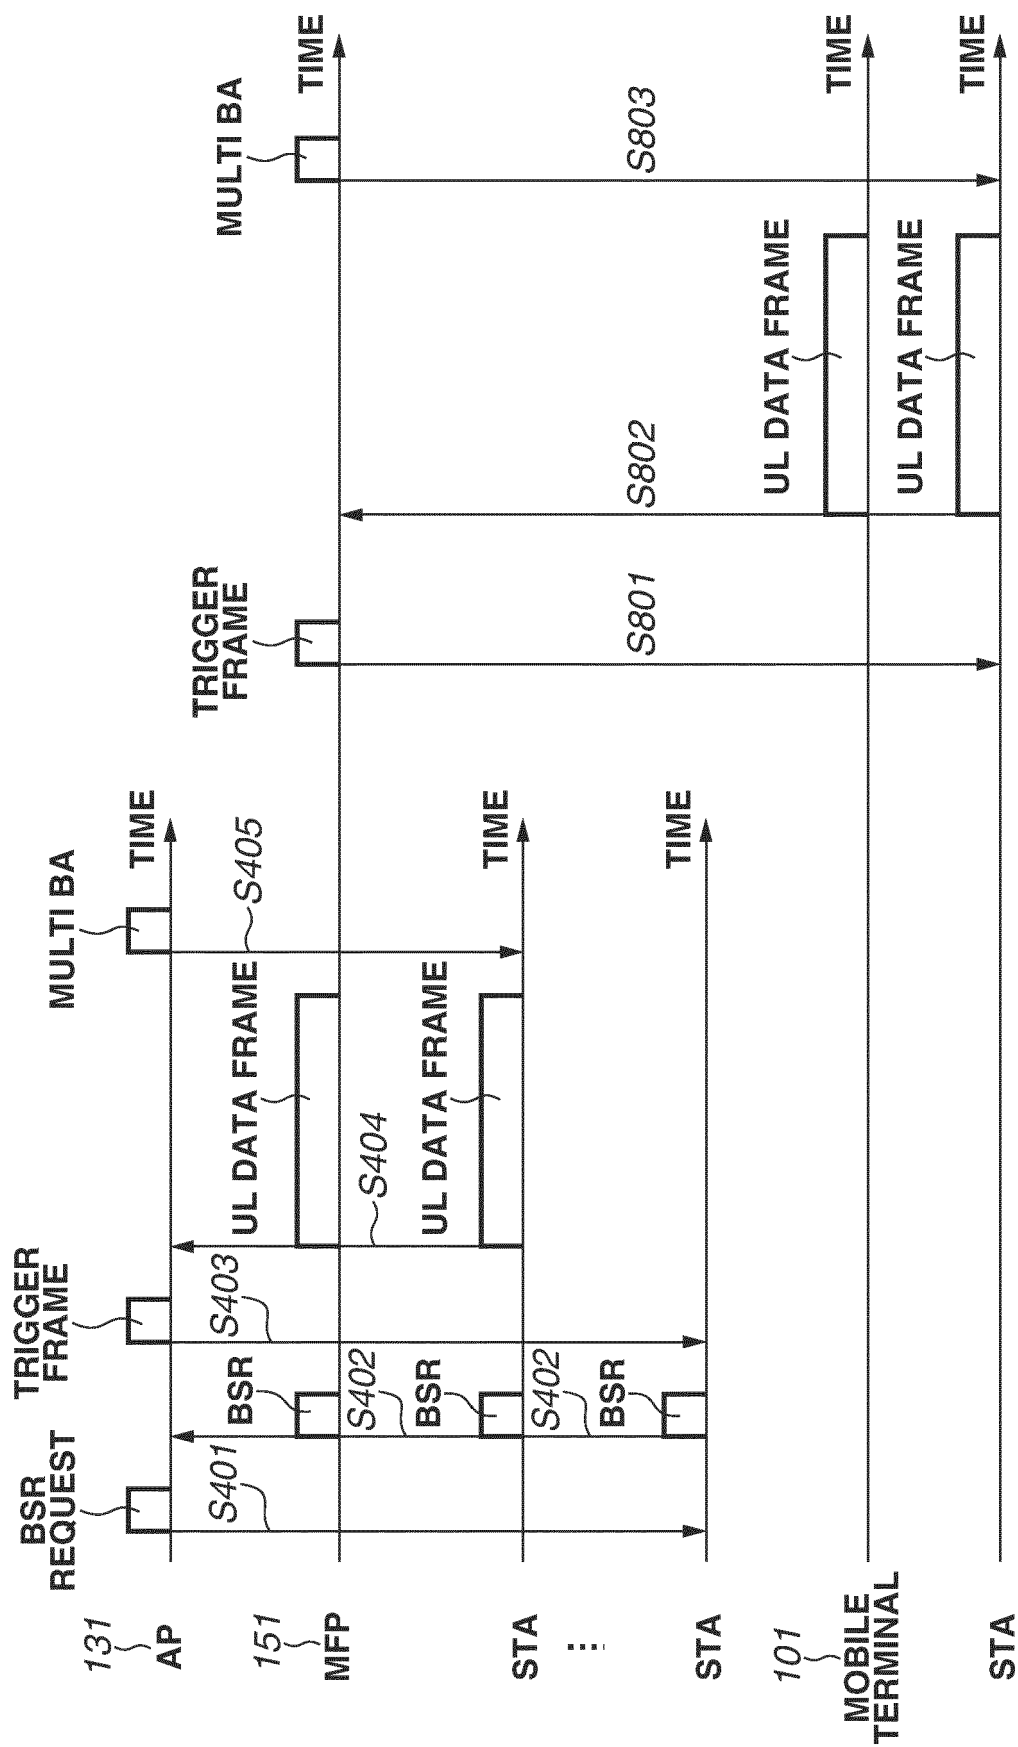 BSR
REQUEST
TRIGGER
FRAME
MULTI BA
131
AP
S401
S403
S405
TIME
TRIGGER
FRAME
MULTI BA
151
MFP
BSR
UL DATA FRAME
TIME
S402
S404
STA
BSR
UL DATA FRAME
TIME
S402
STA
BSR
TIME
S801
S802
S803
101
MOBILE
TERMINAL
UL DATA FRAME
TIME
STA
UL DATA FRAME
TIME